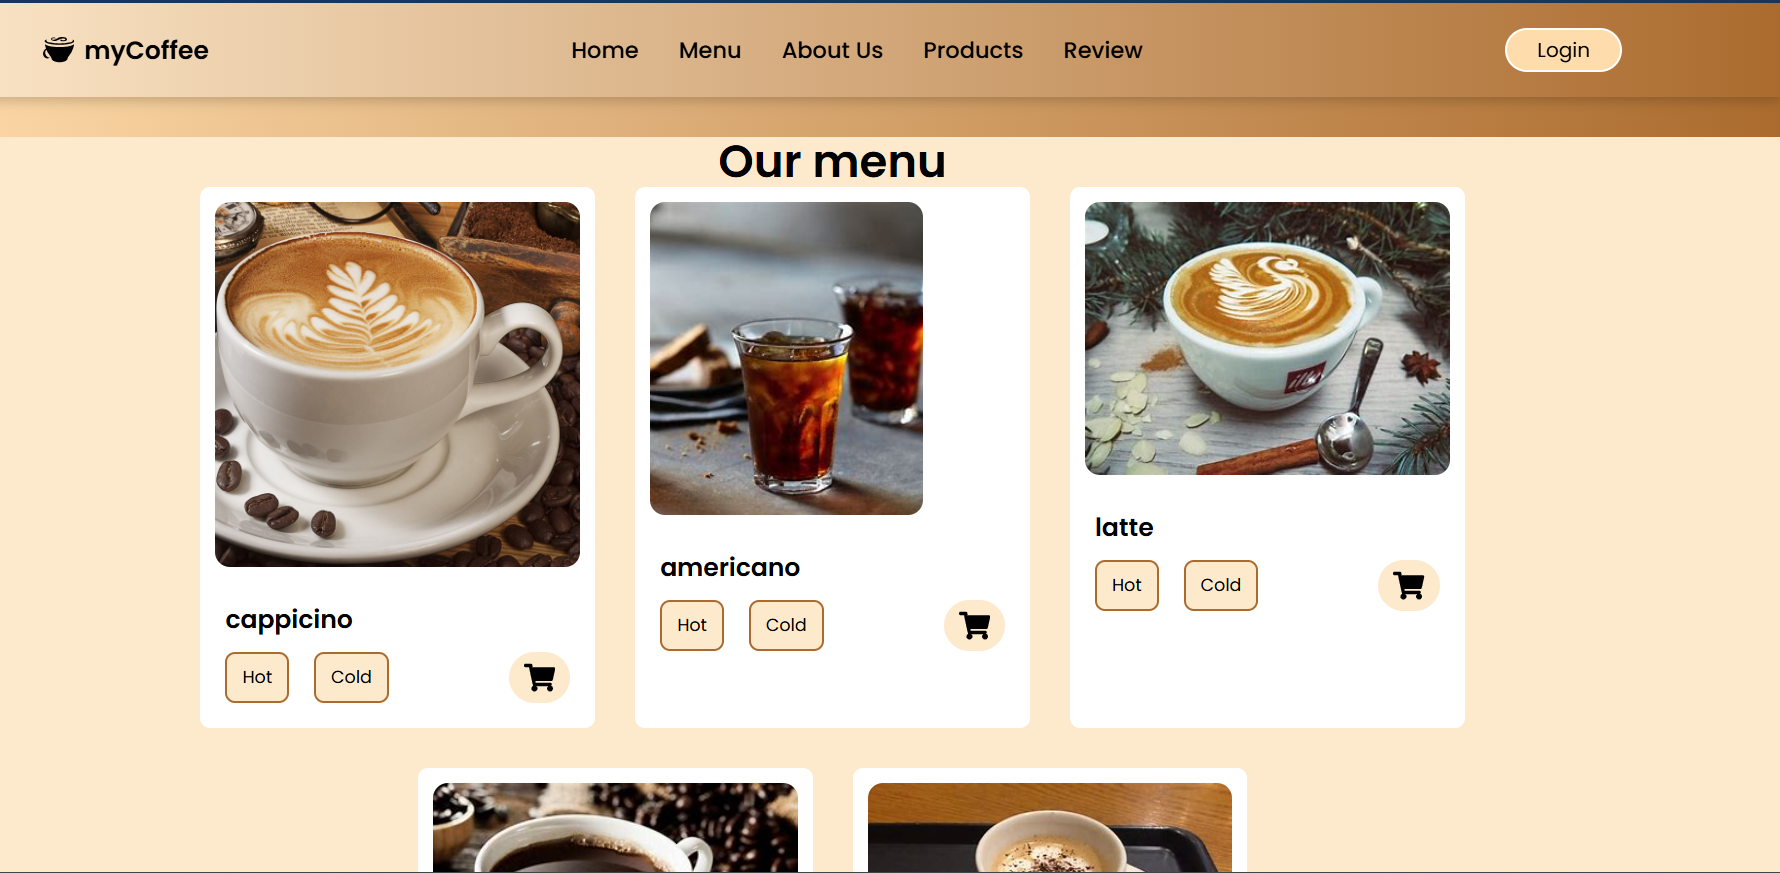 myCoffee
Home Menu About Us Products Review
Login
Our menu
cappicino
Hot Cold
americano
Hot Cold
illy
latte
Hot Cold